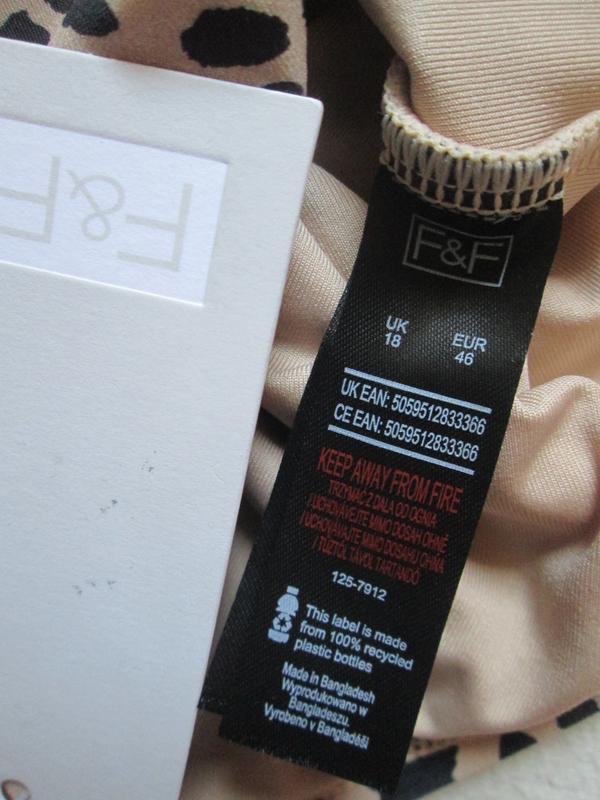 F&F
F&F
UK
18
EUR
46
UK EAN: 5059512833366
CE EAN: 5059512833366
KEEP AWAY FROM FIRE
TRZYMAĆ Z DALA OD OGNIA
/ UCHOVÁVEJTE MIMO DOSAH OHNĚ
/ UCHOVÁVAJTE MIMO DOSAHU OHŇA
/ TŰZTŐL TÁVOL TARTANDÓ
125-7912
This label is made
from 100% recycled
plastic bottles
Made in Bangladesh
Wyprodukowano w
Bangladeszu.
Vyrobeno v Bangladéši